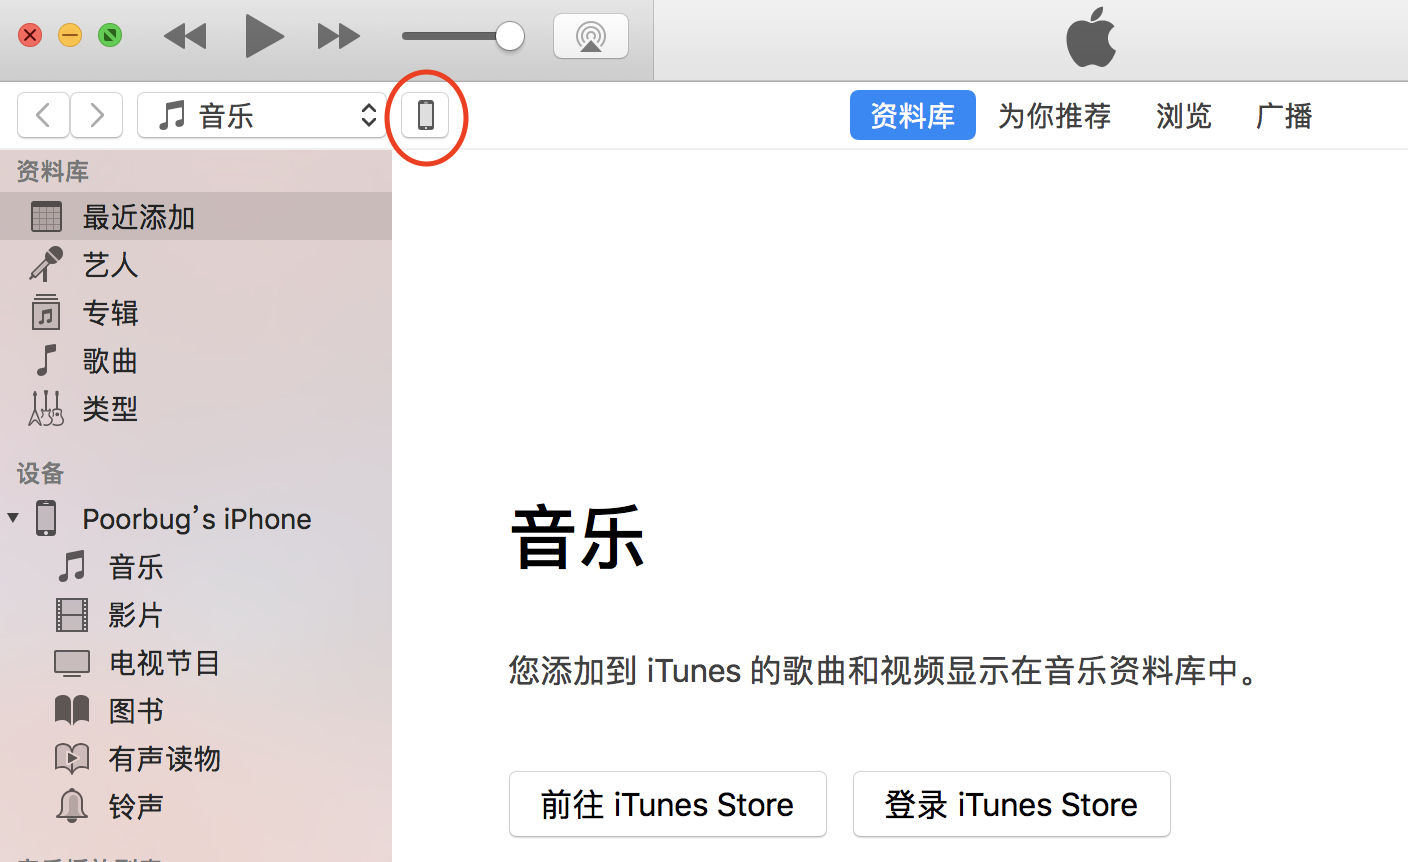 音乐
资料库 为你推荐 浏览 广播
资料库
最近添加
艺人
专辑
歌曲
类型
设备
Poorbug’s iPhone
音乐
影片
电视节目
图书
有声读物
铃声
音乐
您添加到 iTunes 的歌曲和视频显示在音乐资料库中。
前往 iTunes Store
登录 iTunes Store